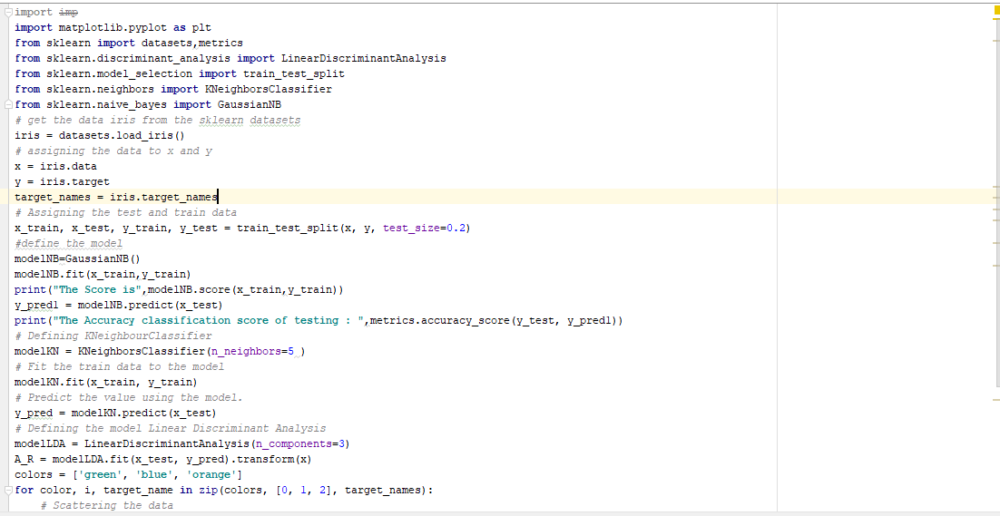 import imp
import matplotlib.pyplot as plt
from sklearn import datasets,metrics
from sklearn.discriminant_analysis import LinearDiscriminantAnalysis
from sklearn.model_selection import train_test_split
from sklearn.neighbors import KNeighborsClassifier
from sklearn.naive_bayes import GaussianNB
# get the data iris from the sklearn datasets
iris = datasets.load_iris()
# assigning the data to x and y
x = iris.data
y = iris.target
target_names = iris.target_names
# Assigning the test and train data
x_train, x_test, y_train, y_test = train_test_split(x, y, test_size=0.2)
#define the model
modelNB=GaussianNB()
modelNB.fit(x_train,y_train)
print("The Score is",modelNB.score(x_train,y_train))
y_pred1 = modelNB.predict(x_test)
print("The Accuracy classification score of testing : ",metrics.accuracy_score(y_test, y_pred1))
# Defining KNeighbourClassifier
modelKN = KNeighborsClassifier(n_neighbors=5 )
# Fit the train data to the model
modelKN.fit(x_train, y_train)
# Predict the value using the model.
y_pred = modelKN.predict(x_test)
# Defining the model Linear Discriminant Analysis
modelLDA = LinearDiscriminantAnalysis(n_components=3)
A_R = modelLDA.fit(x_test, y_pred).transform(x)
colors = ['green', 'blue', 'orange']
for color, i, target_name in zip(colors, [0, 1, 2], target_names):
    # Scattering the data